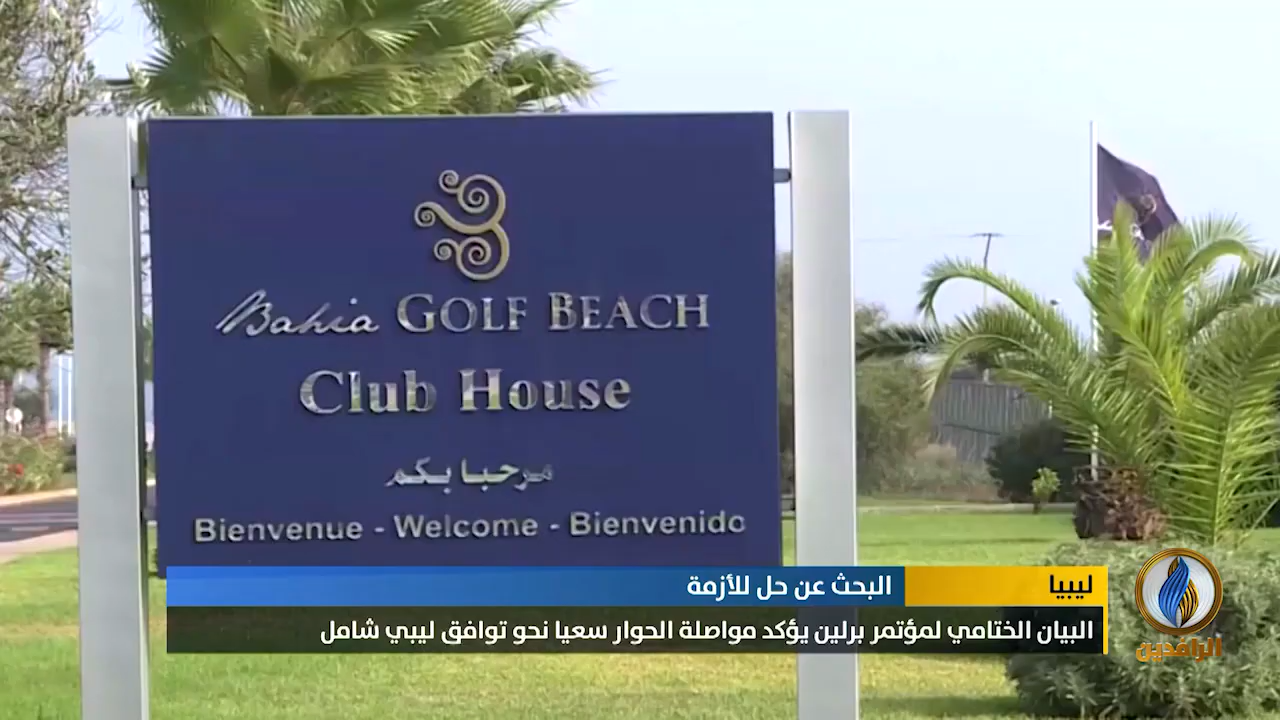 Bahia GOLF BEACH
Club House
مرحبا بكم
Bienvenue - Welcome - Bienvenido
ليبيا
البحث عن حل للأزمة
البيان الختامي لمؤتمر برلين يؤكد مواصلة الحوار سعيا نحو توافق ليبي شامل
الرافدين